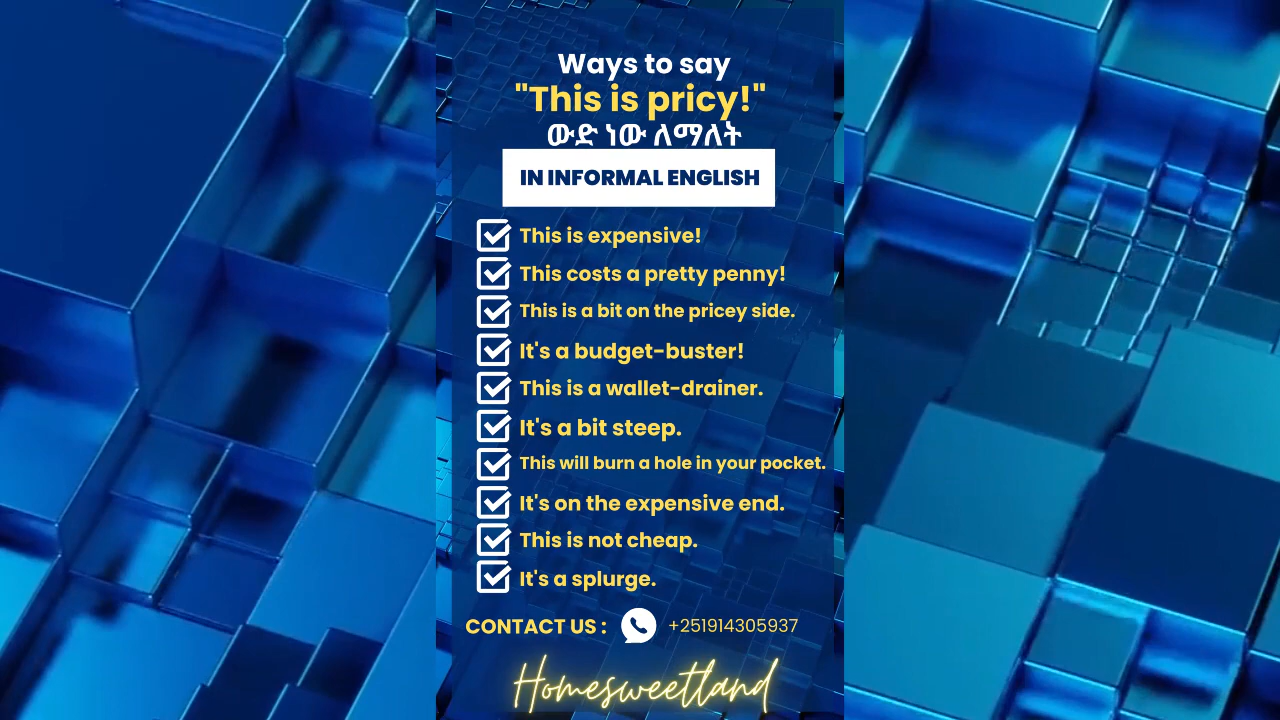 Ways to say
"This is pricy!"
ውድ ነው ለማለት
IN INFORMAL ENGLISH
This is expensive!
This costs a pretty penny!
This is a bit on the pricey side.
It's a budget-buster!
This is a wallet-drainer.
It's a bit steep.
This will burn a hole in your pocket.
It's on the expensive end.
This is not cheap.
It's a splurge.
CONTACT US : +251914305937
Homesweetland